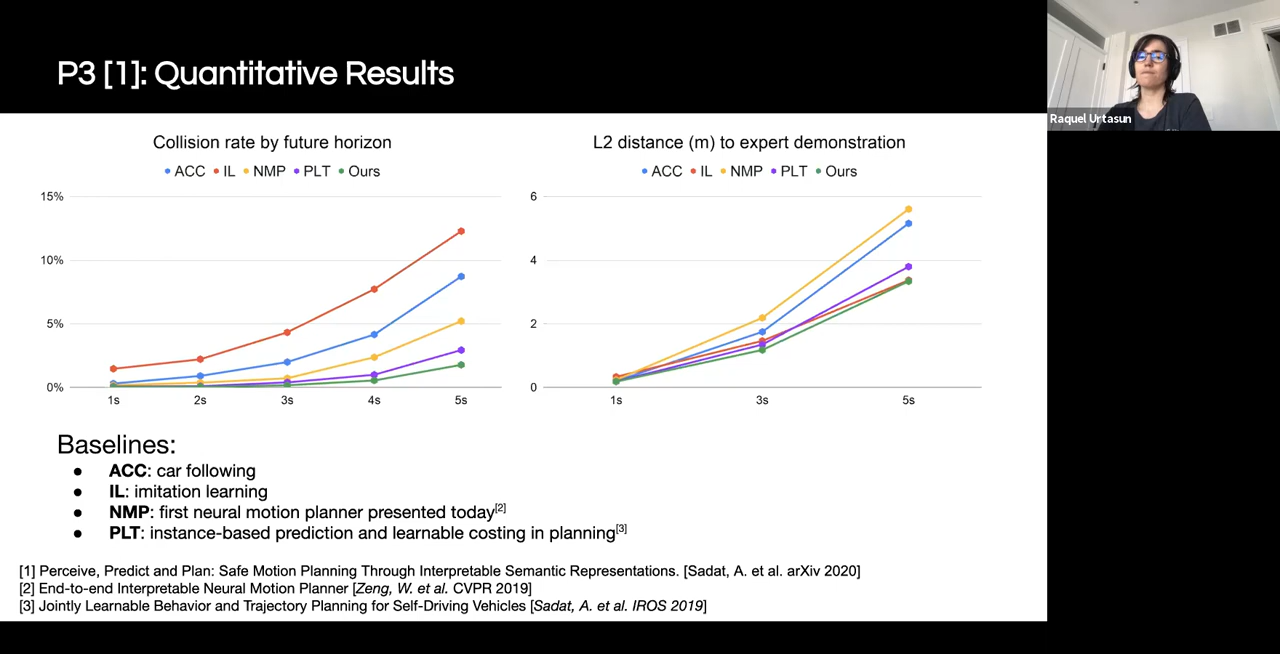 P3 [1]: Quantitative Results
Raquel Urtasun
Collision rate by future horizon
ACC IL NMP PLT Ours
15%
10%
5%
0%
1s 2s 3s 4s 5s
L2 distance (m) to expert demonstration
ACC IL NMP PLT Ours
6
4
2
0
1s 3s 5s
Baselines:
● ACC: car following
● IL: imitation learning
● NMP: first neural motion planner presented today[2]
● PLT: instance-based prediction and learnable costing in planning[3]
[1] Perceive, Predict and Plan: Safe Motion Planning Through Interpretable Semantic Representations. [Sadat, A. et al. arXiv 2020]
[2] End-to-end Interpretable Neural Motion Planner [Zeng, W. et al. CVPR 2019]
[3] Jointly Learnable Behavior and Trajectory Planning for Self-Driving Vehicles [Sadat, A. et al. IROS 2019]